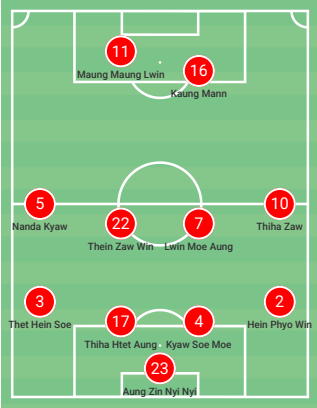 11
Maung Maung Lwin
16
Kaung Mann
5
Nanda Kyaw
22
Thein Zaw Win
7
Lwin Moe Aung
10
Thiha Zaw
3
Thet Hein Soe
17
Thiha Htet Aung
4
Kyaw Soe Moe
2
Hein Phyo Win
23
Aung Zin Nyi Nyi